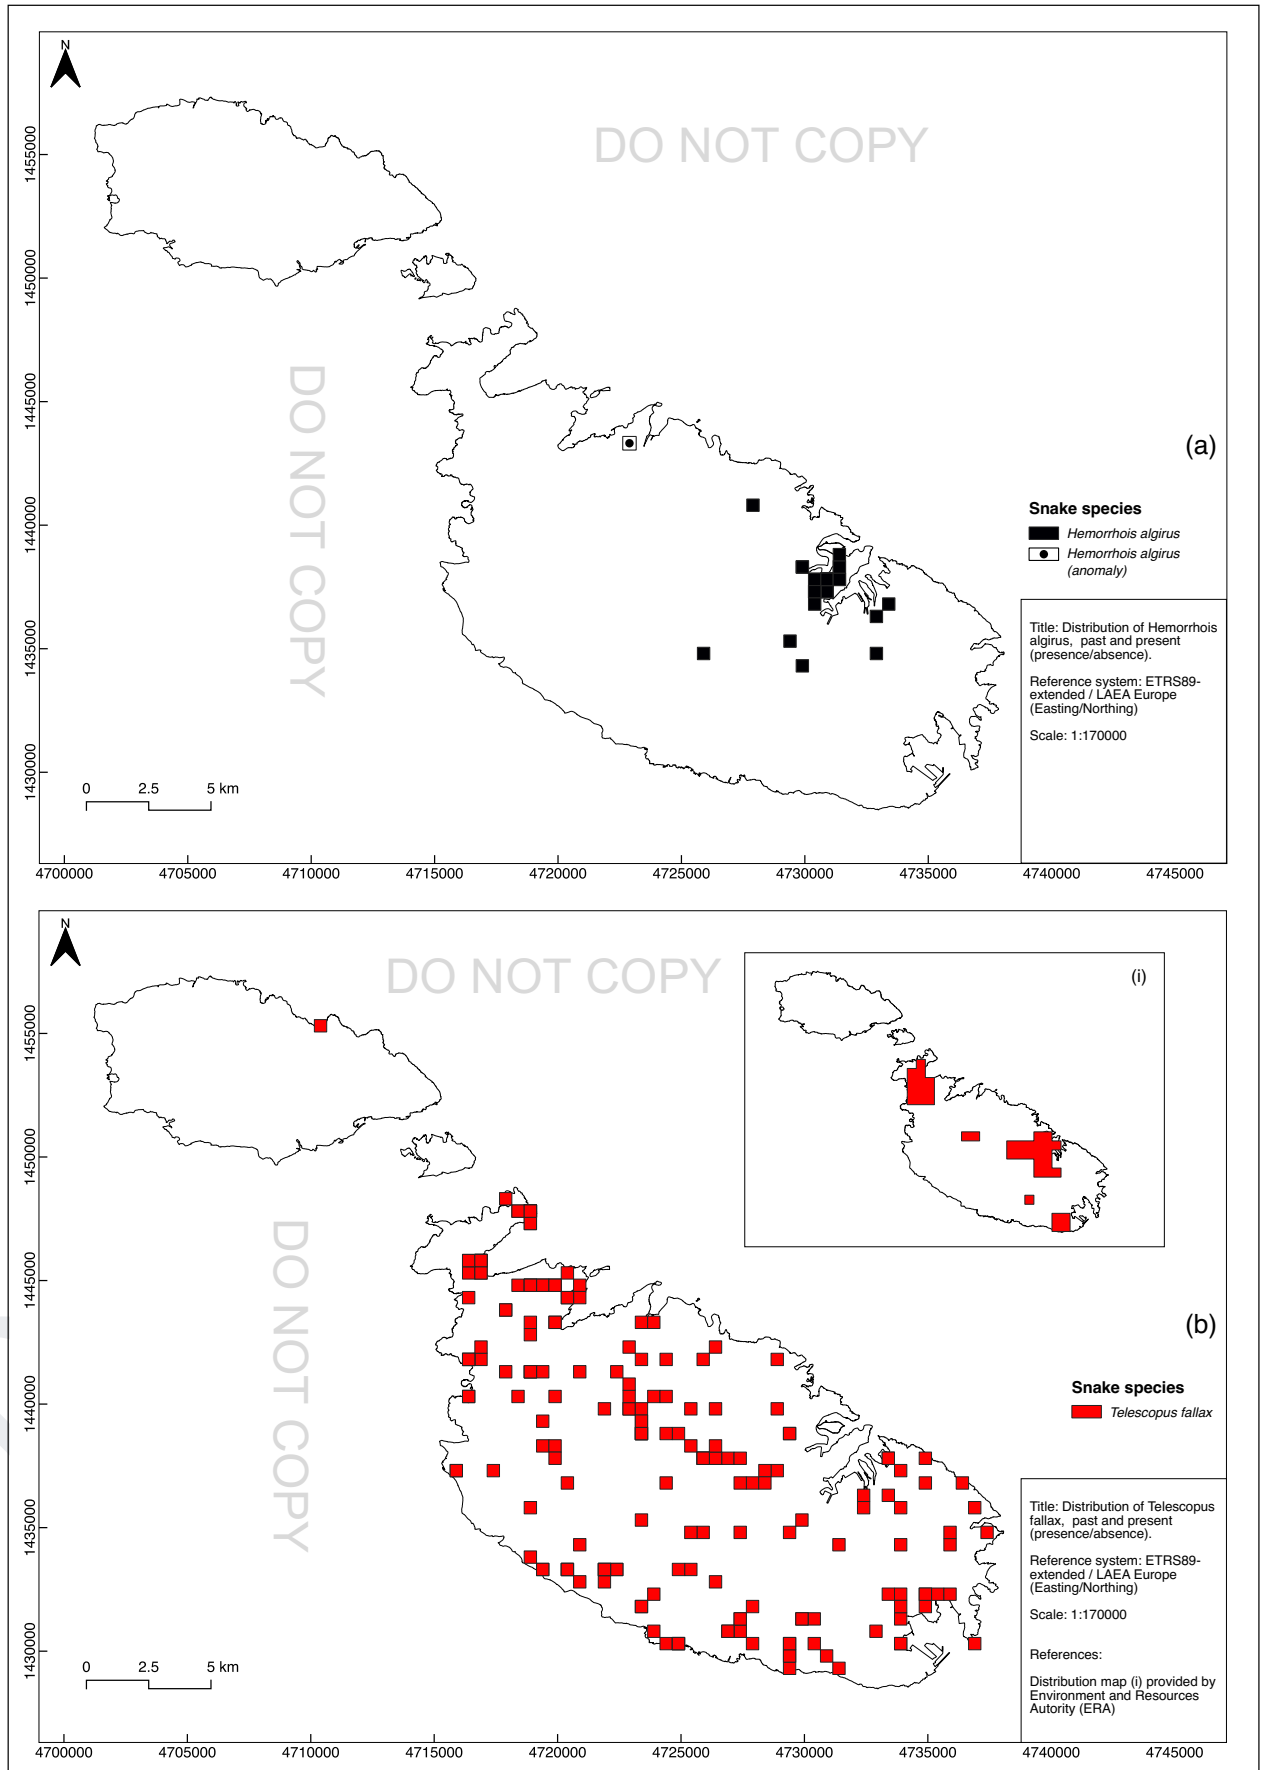 N
DO NOT COPY
DO NOT COPY
(a)
Snake species
Hemorrhois algirus
Hemorrhois algirus
(anomaly)
Title: Distribution of Hemorrhois
algirus, past and present
(presence/absence).
Reference system: ETRS89-
extended / LAEA Europe
(Easting/Northing)
Scale: 1:170000
0 2.5 5 km
1455000
1450000
1445000
1440000
1435000
1430000
4700000 4705000 4710000 4715000 4720000 4725000 4730000 4735000 4740000 4745000
N
DO NOT COPY
(i)
DO NOT COPY
(b)
Snake species
Telescopus fallax
Title: Distribution of Telescopus
fallax, past and present
(presence/absence).
Reference system: ETRS89-
extended / LAEA Europe
(Easting/Northing)
Scale: 1:170000
References:
Distribution map (i) provided by
Environment and Resources
Autority (ERA)
0 2.5 5 km
1455000
1450000
1445000
1440000
1435000
1430000
4700000 4705000 4710000 4715000 4720000 4725000 4730000 4735000 4740000 4745000